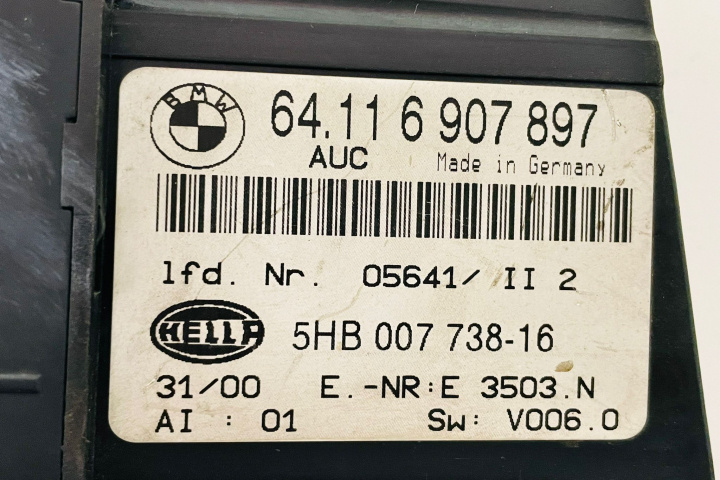 BMW
64.11 6 907 897
AUC Made in Germany
lfd. Nr. 05641/ II 2
HELLA 5HB 007 738-16
31/00 E.-NR:E 3503.N
AI : 01 Sw: V006.0